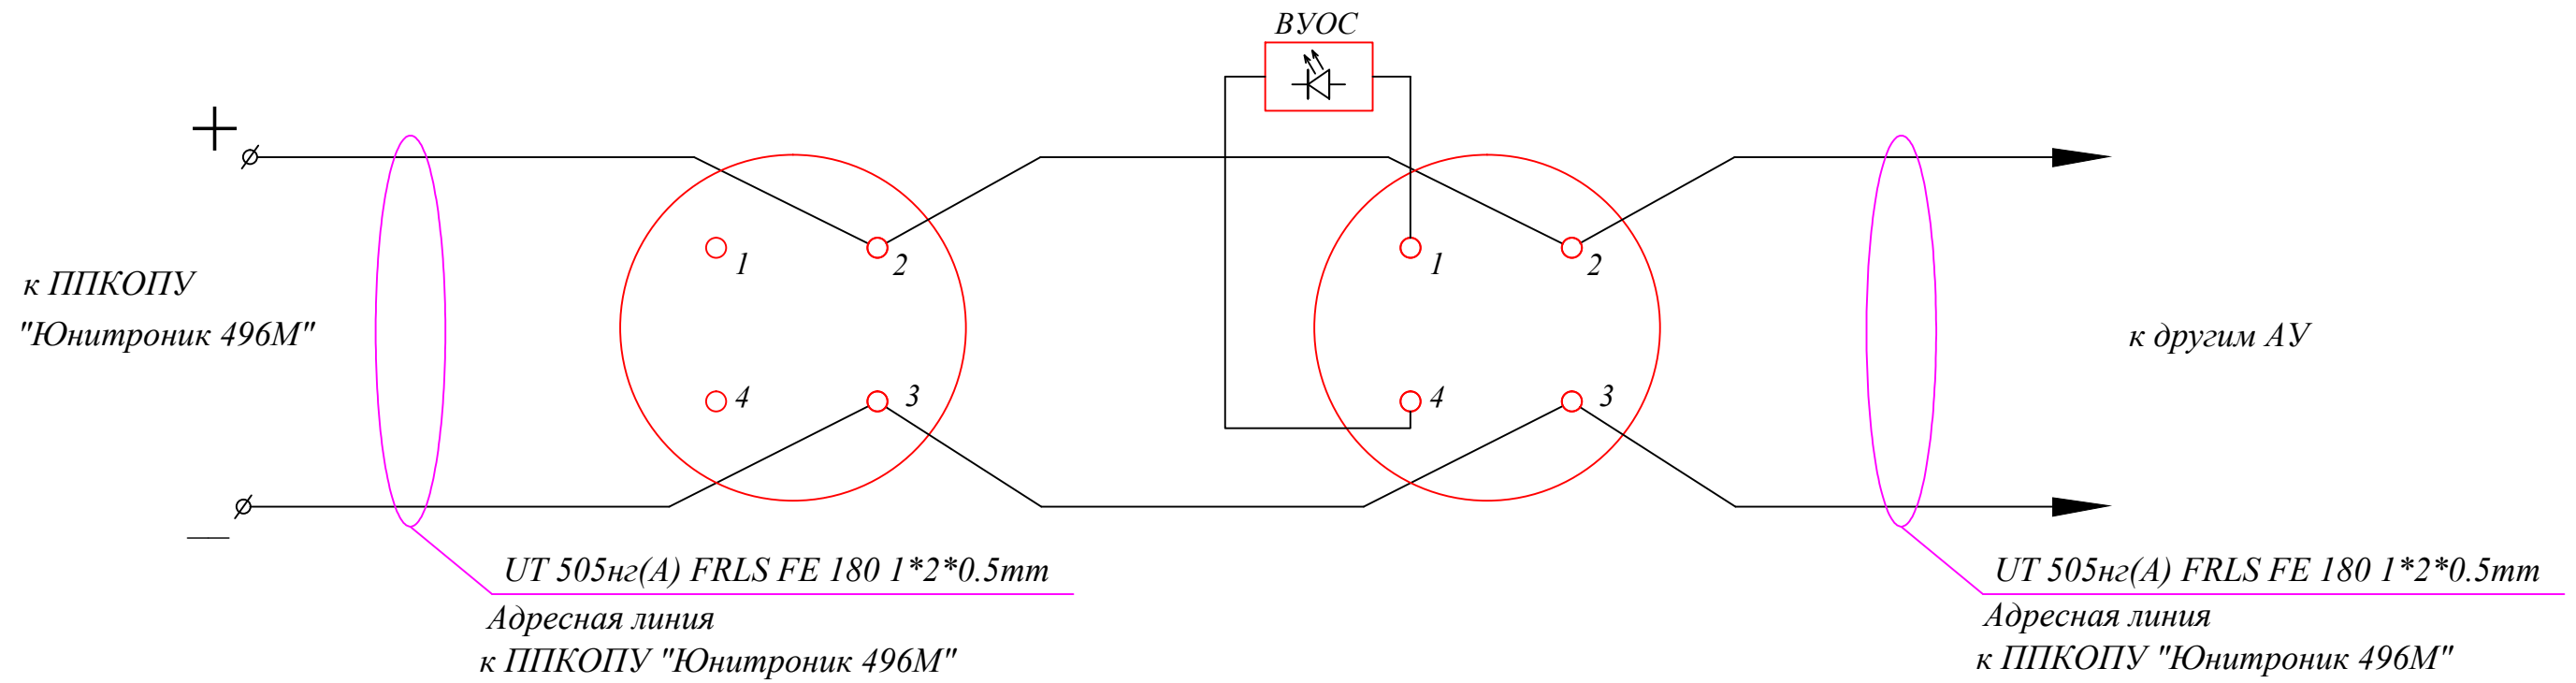 ВУОС
+
1
2
1
2
к ППКОПУ
"Юнитроник 496М"
к другим АУ
4
3
4
3
—
UT 505нг(А) FRLS FE 180 1*2*0.5mm
Адресная линия
к ППКОПУ "Юнитроник 496М"
UT 505нг(А) FRLS FE 180 1*2*0.5mm
Адресная линия
к ППКОПУ "Юнитроник 496М"